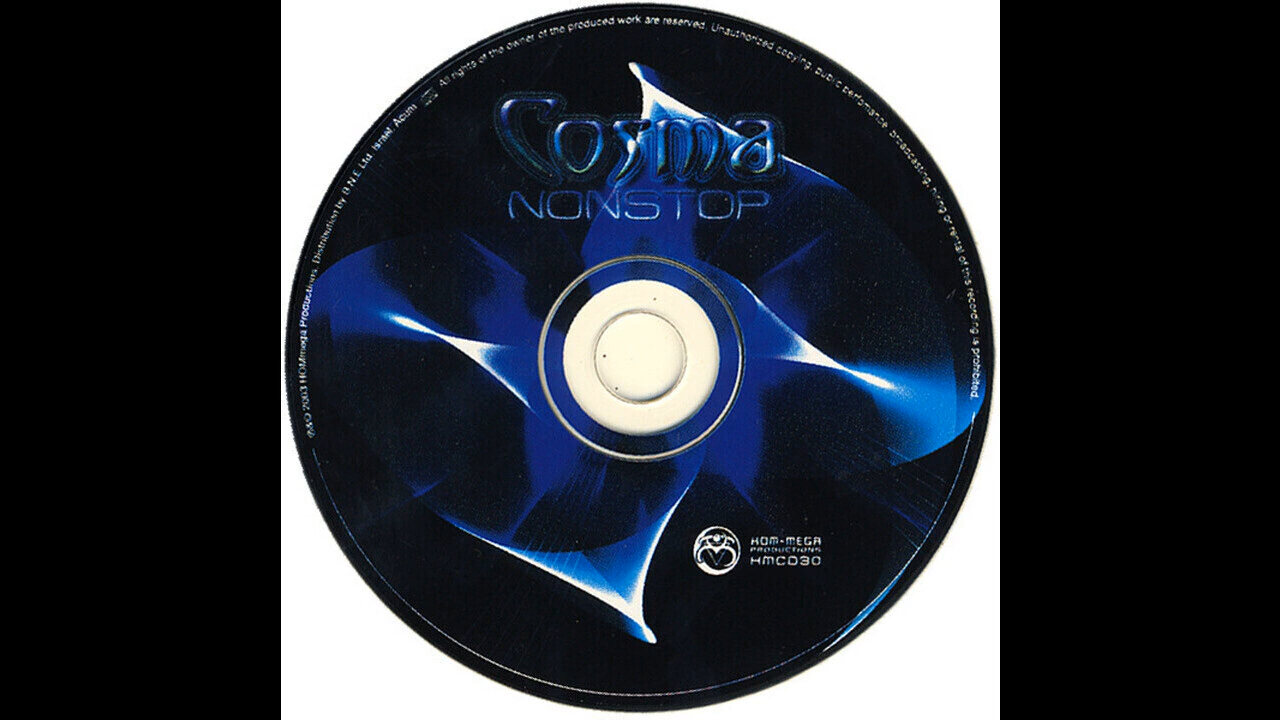 ℗&© 2003 HOMmega Productions. Distribution by B.N.E Ltd. Israel. Acum. All rights of the owner of the produced work are reserved. Unauthorized copying, public performance, broadcasting, hiring or rental of this recording is prohibited.
Cosma
NONSTOP
HOM-MEGA
PRODUCTIONS
HMCD30